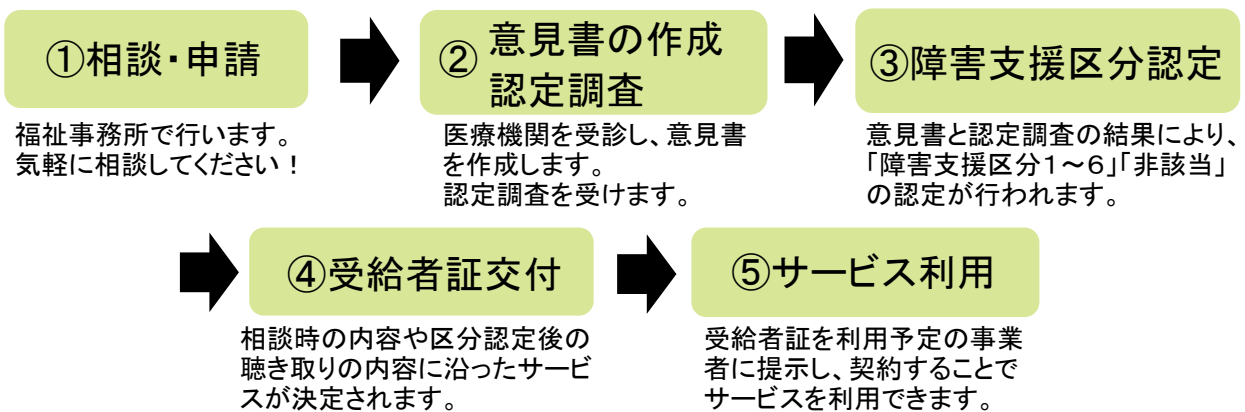 ①相談・申請
福祉事務所で行います。
気軽に相談してください！
②意見書の作成
認定調査
医療機関を受診し、意見書
を作成します。
認定調査を受けます。
③障害支援区分認定
意見書と認定調査の結果により、
「障害支援区分１～６」「非該当」
の認定が行われます。
④受給者証交付
相談時の内容や区分認定後の
聴き取りの内容に沿ったサービ
スが決定されます。
⑤サービス利用
受給者証を利用予定の事業
者に提示し、契約することで
サービスを利用できます。